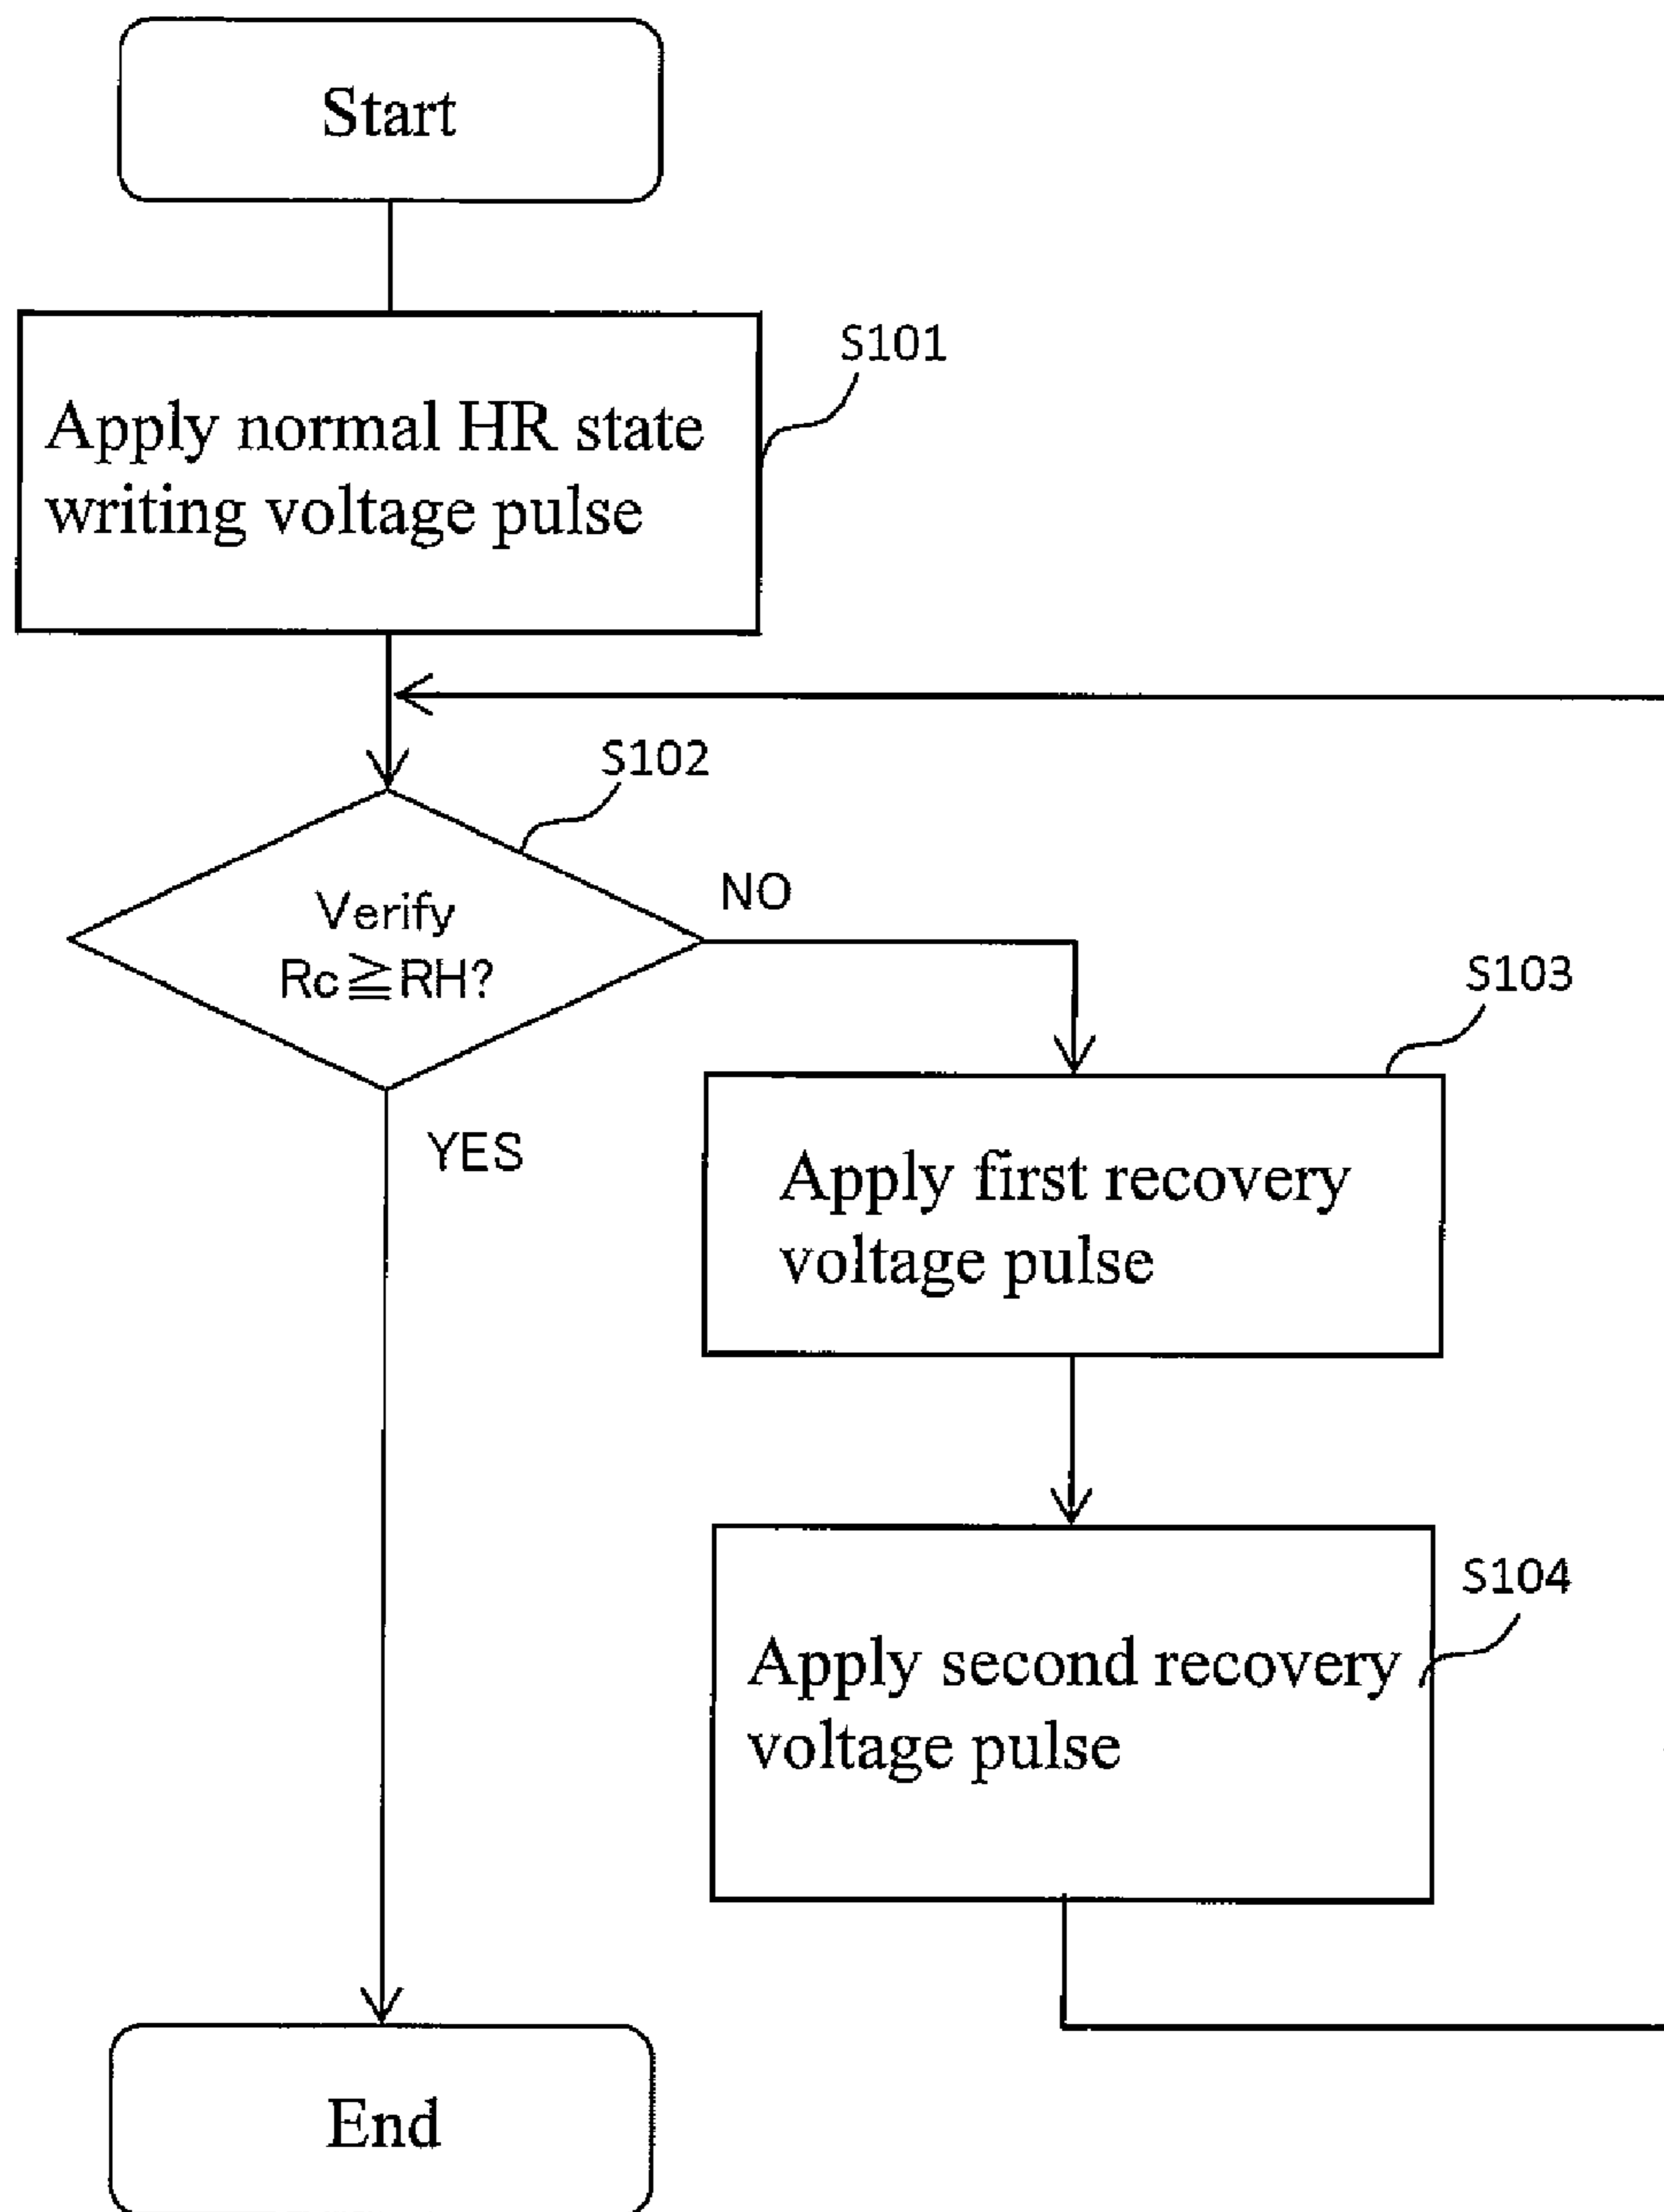 Start
S101
Apply normal HR state
writing voltage pulse
S102
Verify
Rc≧RH?
NO
YES
S103
Apply first recovery
voltage pulse
S104
Apply second recovery
voltage pulse
End